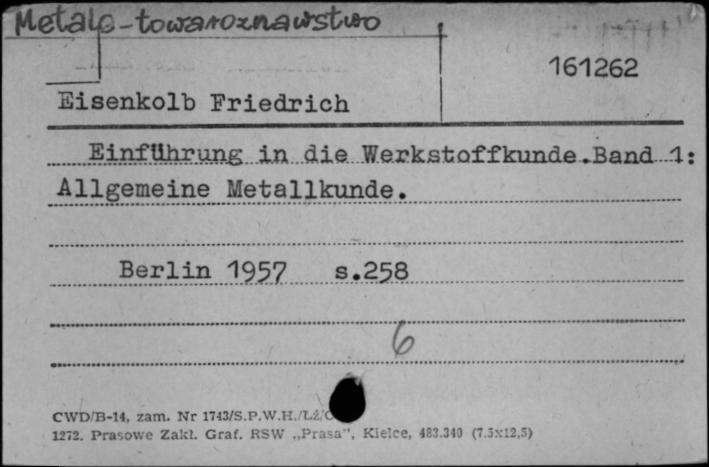 Metalo-towaroznawstwo
161262
Eisenkolb Friedrich
Einführung in die Werkstoffkunde.Band 1:
Allgemeine Metallkunde.
Berlin 1957 s.258
6
CWD/B-14, zam. Nr 1743/S.P.W.H./Łź/
1272. Prasowe Zakł. Graf. RSW „Prasa", Kielce, 483.340 (7.5x12,5)